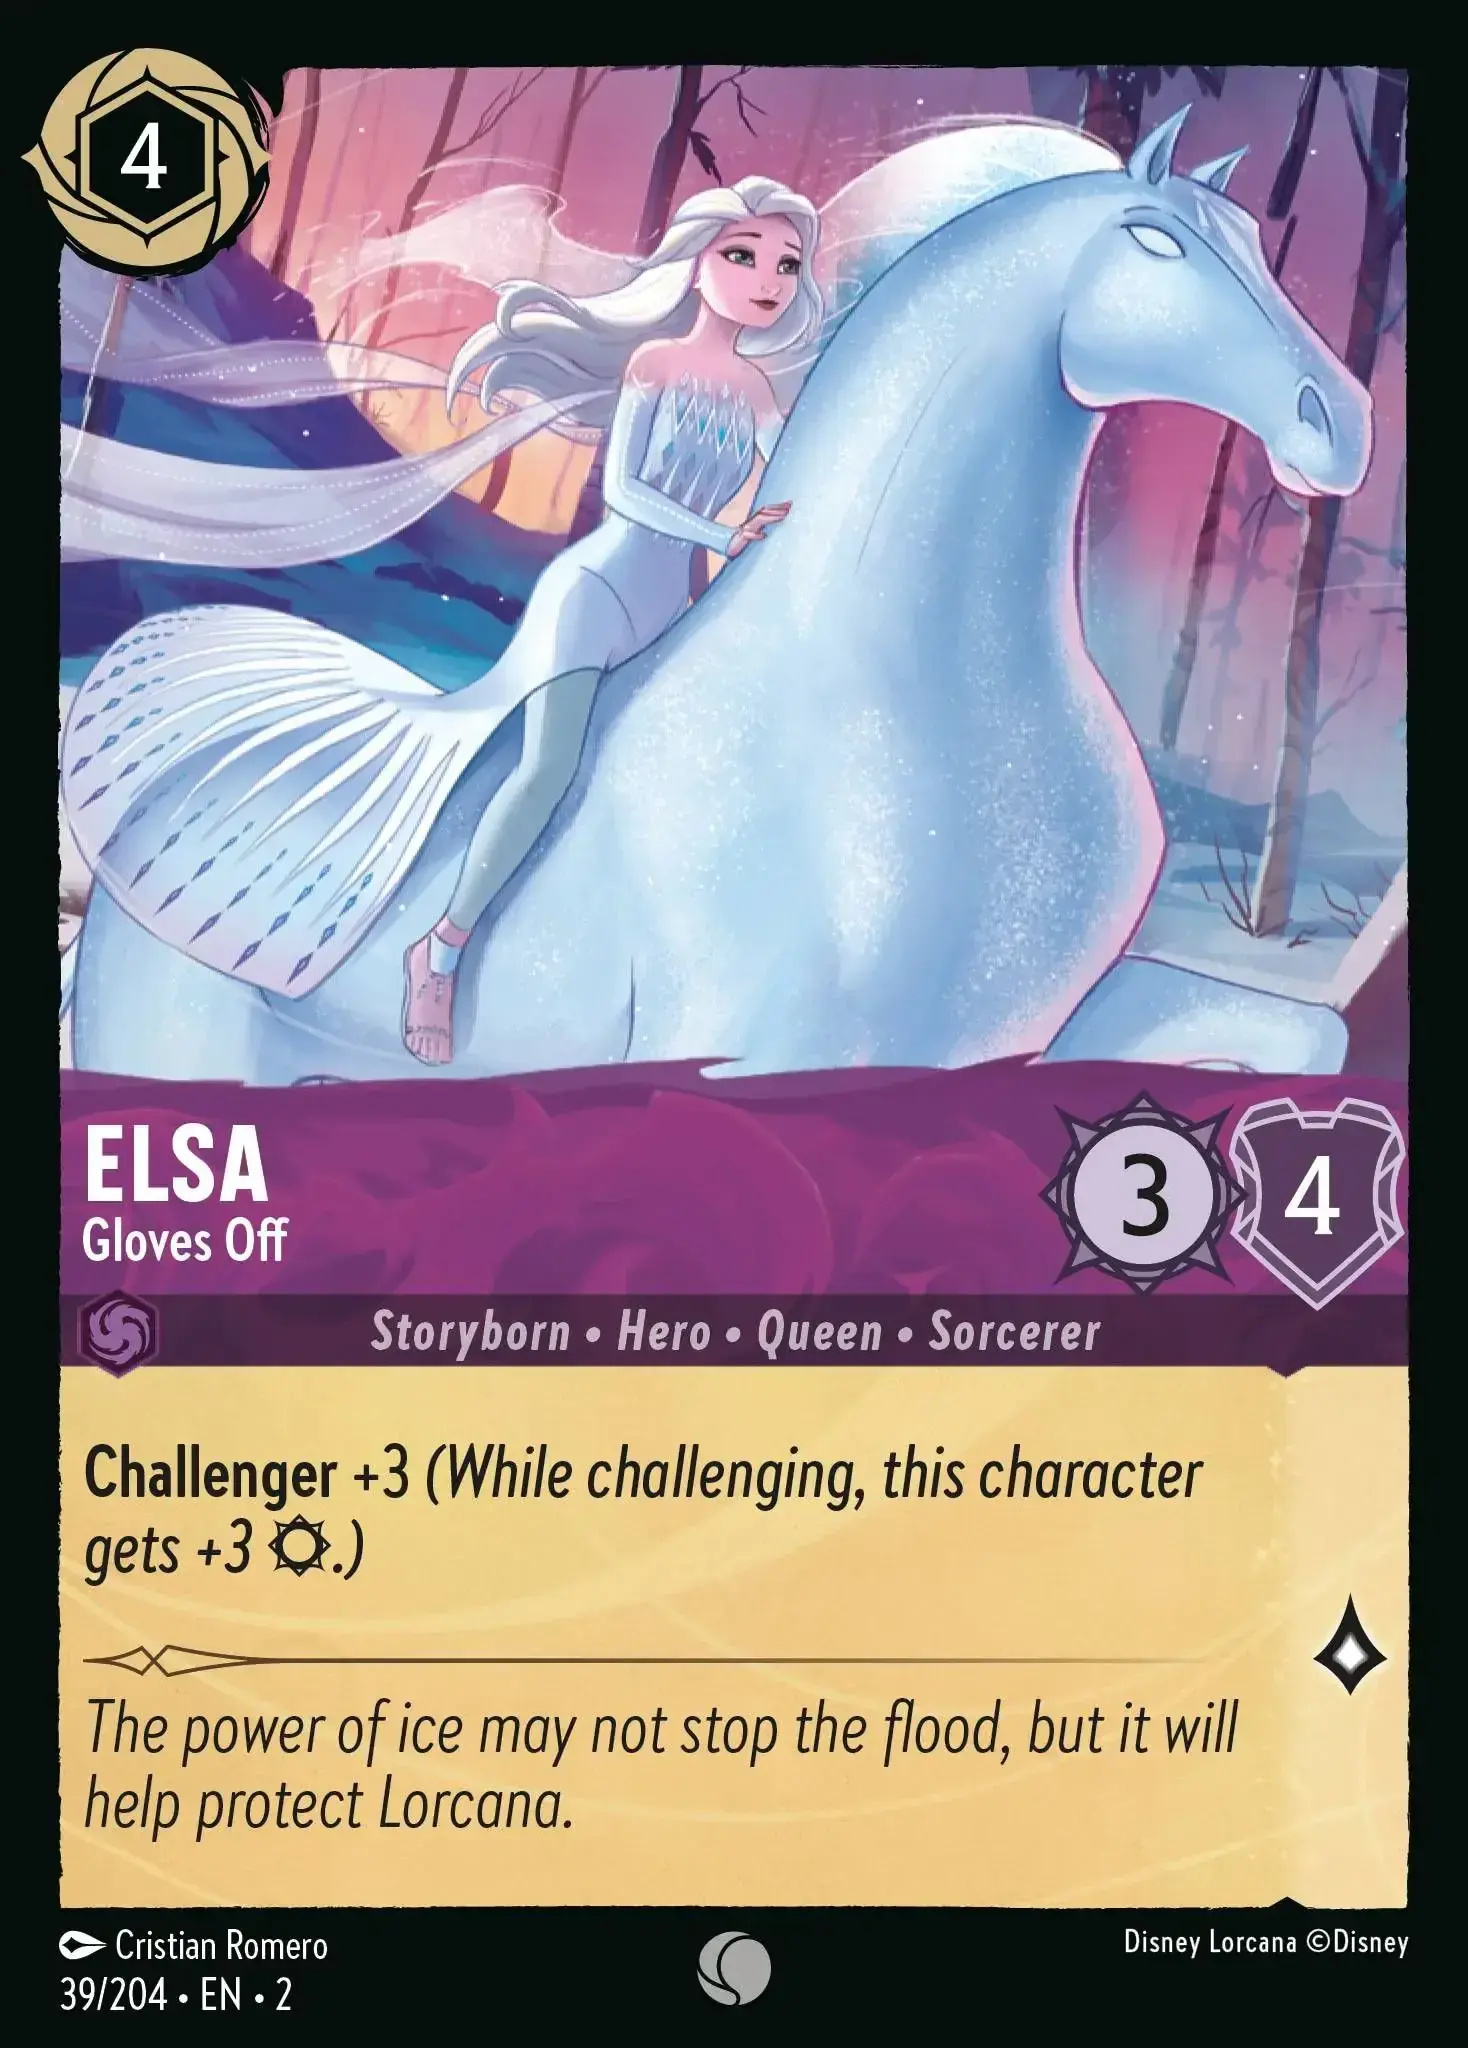 4
ELSA
Gloves Off
3
4
Storyborn • Hero • Queen • Sorcerer
Challenger +3 (While challenging, this character
gets +3 .)
The power of ice may not stop the flood, but it will
help protect Lorcana.
Cristian Romero
Disney Lorcana ©Disney
39/204 • EN • 2